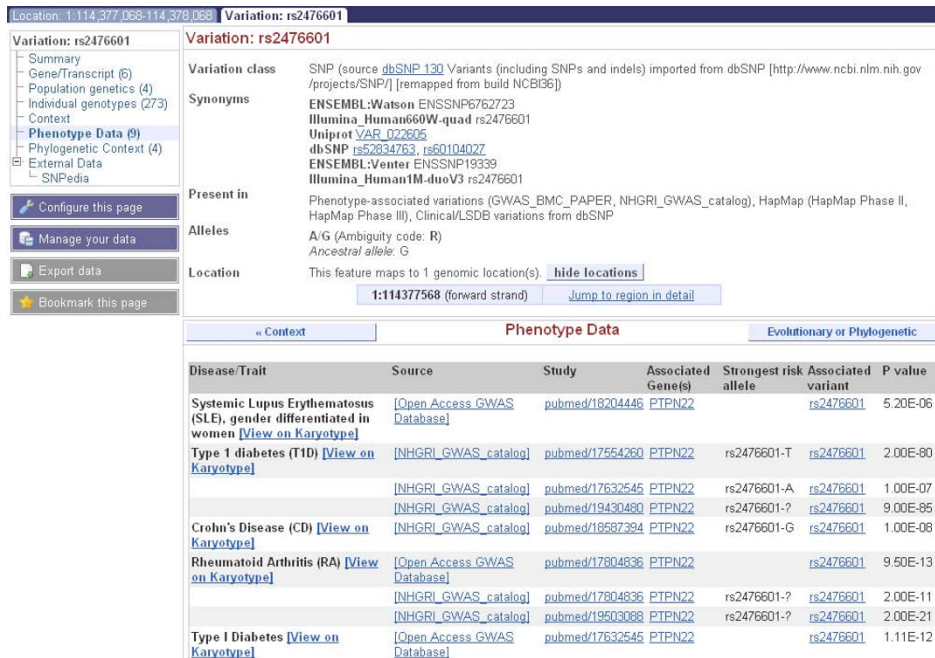 Location: 1:114,377,068-114,378,068 Variation: rs2476601
Variation: rs2476601
Summary
Gene/Transcript (6)
Population genetics (4)
Individual genotypes (273)
Context
Phenotype Data (9)
Phylogenetic Context (4)
External Data
SNPedia
Configure this page
Manage your data
Export data
Bookmark this page
Variation: rs2476601
Variation class SNP (source dbSNP 130 Variants (including SNPs and indels) imported from dbSNP [http://www.ncbi.nlm.nih.gov
/projects/SNP/] [remapped from build NCBI36])
Synonyms ENSEMBL:Watson ENSSNP6762723
Illumina_Human660W-quad rs2476601
Uniprot VAR_022605
dbSNP rs52834763, rs60104027
ENSEMBL:Venter ENSSNP19339
Illumina_Human1M-duoV3 rs2476601
Present in Phenotype-associated variations (GWAS_BMC_PAPER, NHGRI_GWAS_catalog), HapMap (HapMap Phase II,
HapMap Phase III), Clinical/LSDB variations from dbSNP
Alleles A/G (Ambiguity code: R)
Ancestral allele: G
Location This feature maps to 1 genomic location(s). hide locations
1:114377568 (forward strand) Jump to region in detail
« Context Phenotype Data Evolutionary or Phylogenetic
Disease/Trait Source Study Associated Strongest risk Associated P value
Gene(s) allele variant
Systemic Lupus Erythematosus [Open Access GWAS pubmed/18204446 PTPN22 rs2476601 5.20E-06
(SLE), gender differentiated in Database]
women [View on Karyotype]
Type 1 diabetes (T1D) [View on [NHGRI_GWAS_catalog] pubmed/17554260 PTPN22 rs2476601-T rs2476601 2.00E-80
Karyotype]
[NHGRI_GWAS_catalog] pubmed/17632545 PTPN22 rs2476601-A rs2476601 1.00E-07
[NHGRI_GWAS_catalog] pubmed/19430480 PTPN22 rs2476601-? rs2476601 9.00E-85
Crohn's Disease (CD) [View on [NHGRI_GWAS_catalog] pubmed/18587394 PTPN22 rs2476601-G rs2476601 1.00E-08
Karyotype]
Rheumatoid Arthritis (RA) [View [Open Access GWAS pubmed/17804836 PTPN22 rs2476601 9.50E-13
on Karyotype] Database]
[NHGRI_GWAS_catalog] pubmed/17804836 PTPN22 rs2476601-? rs2476601 2.00E-11
[NHGRI_GWAS_catalog] pubmed/19503088 PTPN22 rs2476601-? rs2476601 2.00E-21
Type I Diabetes [View on [Open Access GWAS pubmed/17632545 PTPN22 rs2476601 1.11E-12
Karyotype] Database]